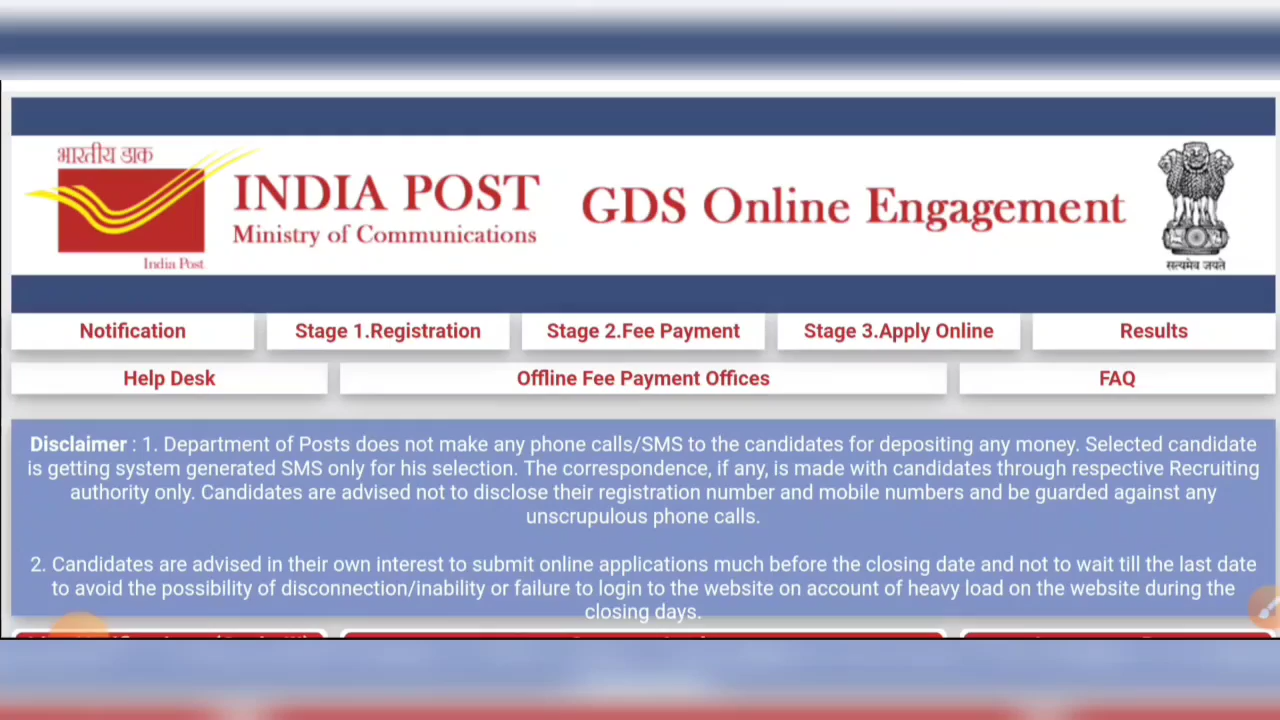 भारतीय डाक
INDIA POST
Ministry of Communications
India Post
GDS Online Engagement
सत्यमेव जयते
Notification
Stage 1.Registration
Stage 2.Fee Payment
Stage 3.Apply Online
Results
Help Desk
Offline Fee Payment Offices
FAQ
Disclaimer : 1. Department of Posts does not make any phone calls/SMS to the candidates for depositing any money. Selected candidate
is getting system generated SMS only for his selection. The correspondence, if any, is made with candidates through respective Recruiting
authority only. Candidates are advised not to disclose their registration number and mobile numbers and be guarded against any
unscrupulous phone calls.
2. Candidates are advised in their own interest to submit online applications much before the closing date and not to wait till the last date
to avoid the possibility of disconnection/inability or failure to login to the website on account of heavy load on the website during the
closing days.